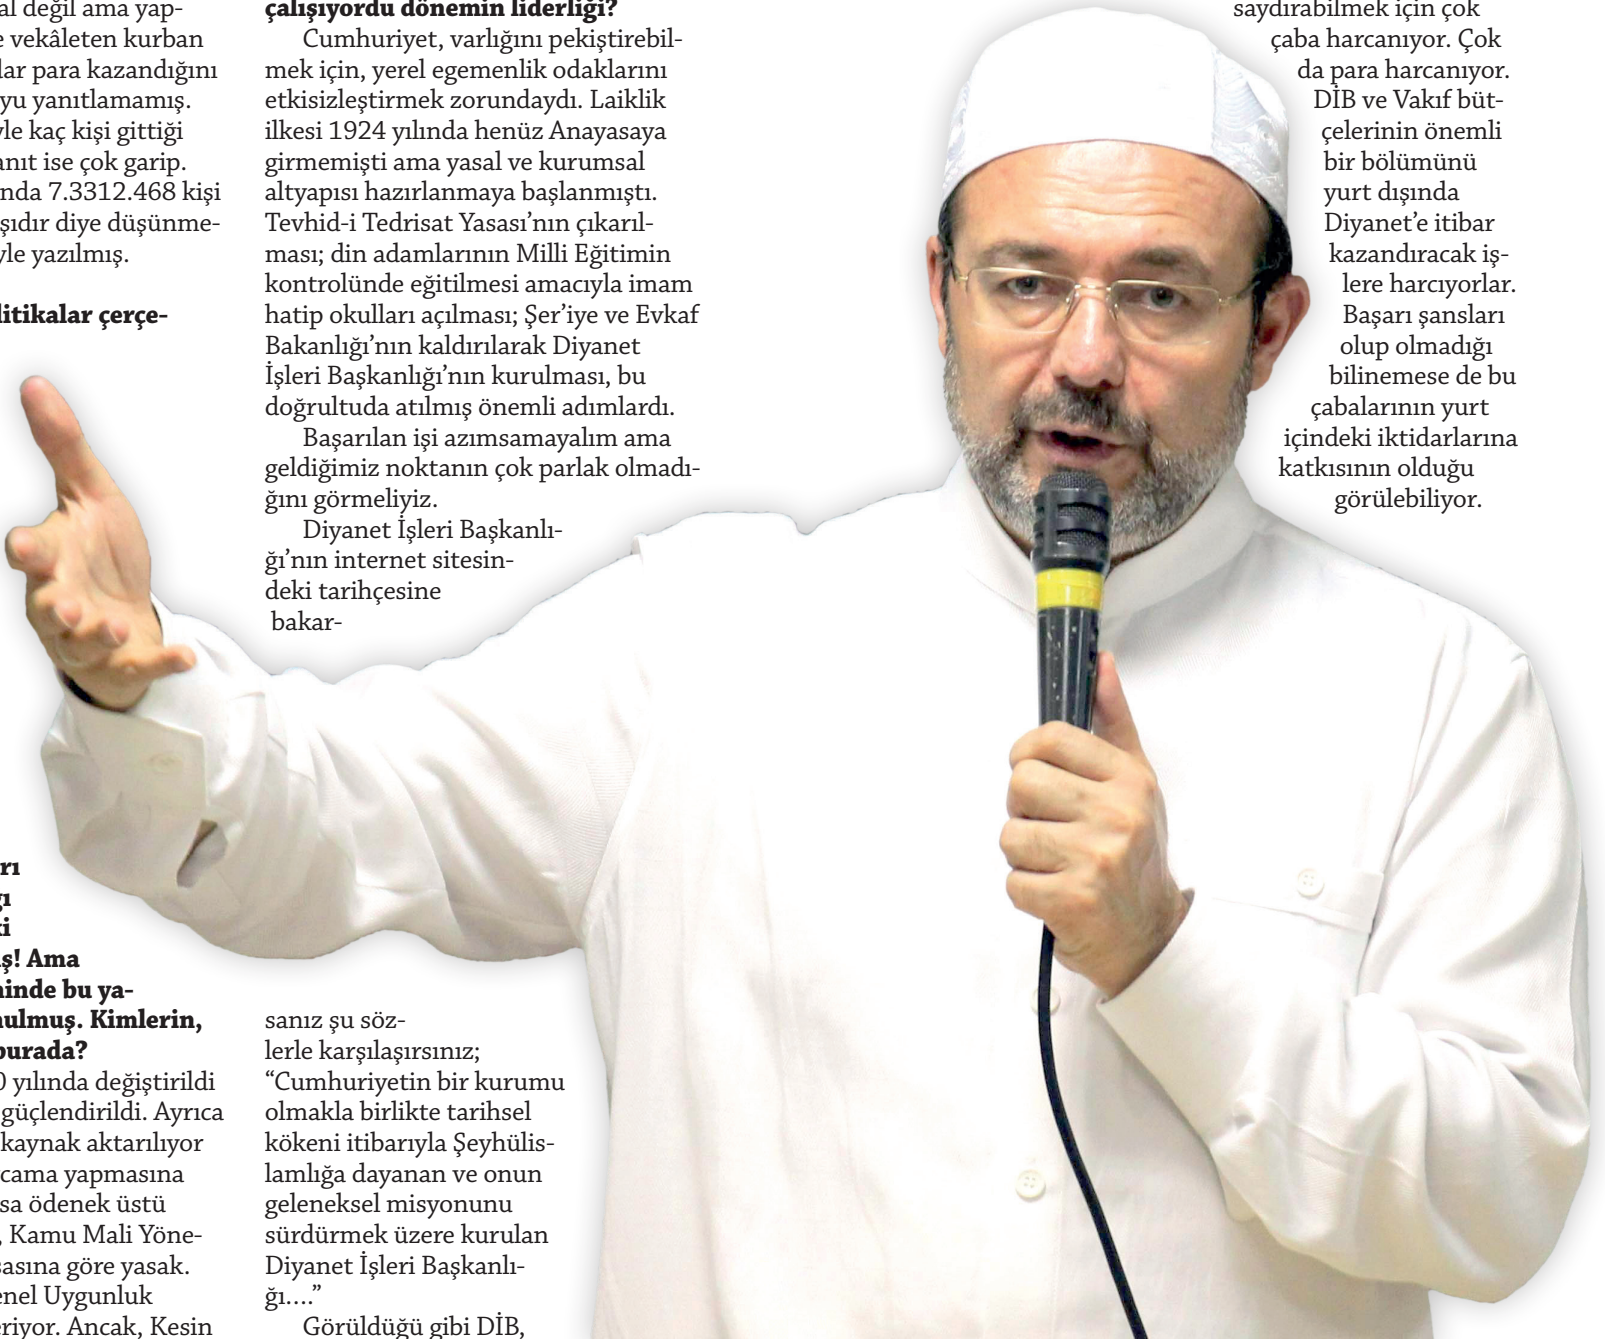 al değil ama yap-
e vekâleten kurban
lar para kazandığını
yu yanıtlamamış.
yle kaç kişi gittiği
anıt ise çok garip.
nda 7.3312.468 kişi
şıdır diye düşünme-
yle yazılmış.
litikalar çerçe-
rı
ğı
ki
ış! Ama
ninde bu ya-
nulmuş. Kimlerin,
burada?
0 yılında değiştirildi
güçlendirildi. Ayrıca
kaynak aktarılıyor
rcama yapmasına
sa ödenek üstü
, Kamu Mali Yöne-
sasına göre yasak.
enel Uygunluk
eriyor. Ancak, Kesin
çalışıyordu dönemin liderliği?
Cumhuriyet, varlığını pekiştirebil-
mek için, yerel egemenlik odaklarını
etkisizleştirmek zorundaydı. Laiklik
ilkesi 1924 yılında henüz Anayasaya
girmemişti ama yasal ve kurumsal
altyapısı hazırlanmaya başlanmıştı.
Tevhid-i Tedrisat Yasası’nın çıkarıl-
ması; din adamlarının Milli Eğitimin
kontrolünde eğitilmesi amacıyla imam
hatip okulları açılması; Şer’iye ve Evkaf
Bakanlığı’nın kaldırılarak Diyanet
İşleri Başkanlığı’nın kurulması, bu
doğrultuda atılmış önemli adımlardı.
Başarılan işi azımsamayalım ama
geldiğimiz noktanın çok parlak olmadı-
ğını görmeliyiz.
Diyanet İşleri Başkanlı-
ğı’nın internet sitesin-
deki tarihçesine
bakar-
sanız şu söz-
lerle karşılaşırsınız;
“Cumhuriyetin bir kurumu
olmakla birlikte tarihsel
kökeni itibarıyla Şeyhülis-
lamlığa dayanan ve onun
geleneksel misyonunu
sürdürmek üzere kurulan
Diyanet İşleri Başkanlı-
ğı....”
Görüldüğü gibi DİB,
saydırabilmek için çok
çaba harcanıyor. Çok
da para harcanıyor.
DİB ve Vakıf büt-
çelerinin önemli
bir bölümünü
yurt dışında
Diyanet’e itibar
kazandıracak iş-
lere harcıyorlar.
Başarı şansları
olup olmadığı
bilinemese de bu
çabalarının yurt
içindeki iktidarlarına
katkısının olduğu
görülebiliyor.